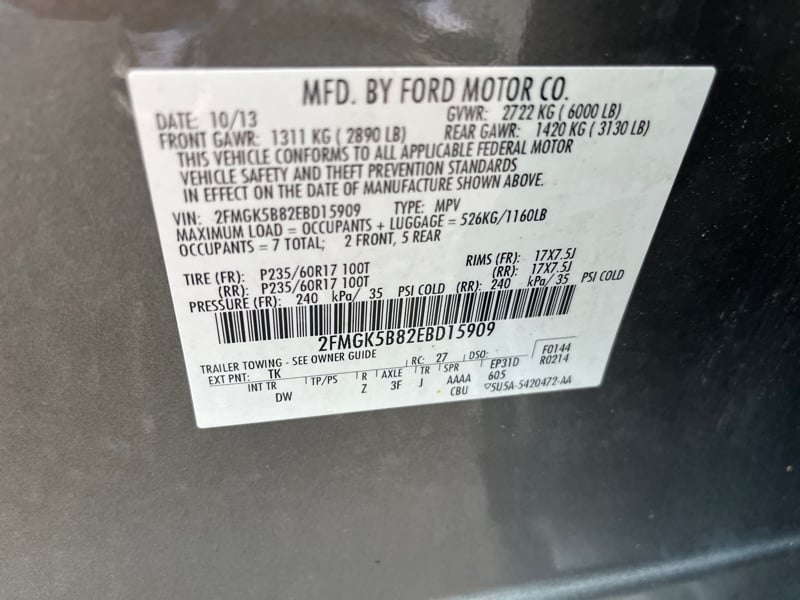 MFD. BY FORD MOTOR CO.
DATE: 10/13 GVWR: 2722 KG ( 6000 LB)
FRONT GAWR: 1311 KG ( 2890 LB) REAR GAWR: 1420 KG ( 3130 LB)
THIS VEHICLE CONFORMS TO ALL APPLICABLE FEDERAL MOTOR
VEHICLE SAFETY AND THEFT PREVENTION STANDARDS
IN EFFECT ON THE DATE OF MANUFACTURE SHOWN ABOVE.
VIN: 2FMGK5B82EBD15909 TYPE: MPV
MAXIMUM LOAD = OCCUPANTS + LUGGAGE = 526KG/1160LB
OCCUPANTS = 7 TOTAL; 2 FRONT, 5 REAR
TIRE (FR): P235/60R17 100T RIMS (FR): 17X7.5J
(RR): P235/60R17 100T (RR): 17X7.5J
PRESSURE (FR): 240 kPa/ 35 PSI COLD (RR): 240 kPa/ 35 PSI COLD
2FMGK5B82EBD15909
TRAILER TOWING - SEE OWNER GUIDE RC: 27 DSO: F0144
EXT PNT: TK R0214
INT TR TP/PS R AXLE TR SPR EP31D
DW Z 3F J AAAA 605
CBU 5U5A-5420472-AA